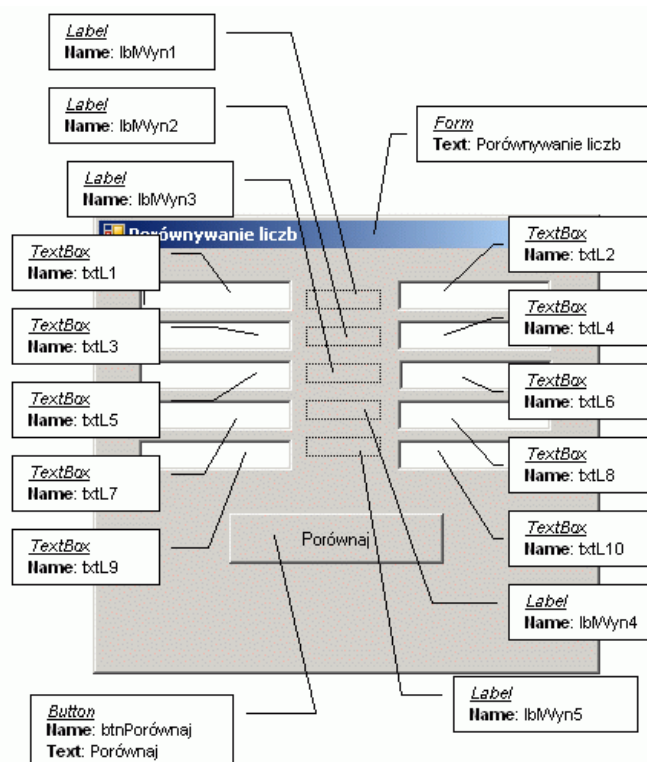 Label
Name: lblWyn1
Label
Name: lblWyn2
Form
Text: Porównywanie liczb
Label
Name: lblWyn3
Porównywanie liczb
TextBox
Name: txtL1
TextBox
Name: txtL2
TextBox
Name: txtL3
TextBox
Name: txtL4
TextBox
Name: txtL5
TextBox
Name: txtL6
TextBox
Name: txtL7
TextBox
Name: txtL8
TextBox
Name: txtL9
Porównaj
TextBox
Name: txtL10
Label
Name: lblWyn4
Label
Name: lblWyn5
Button
Name: btnPorównaj
Text: Porównaj